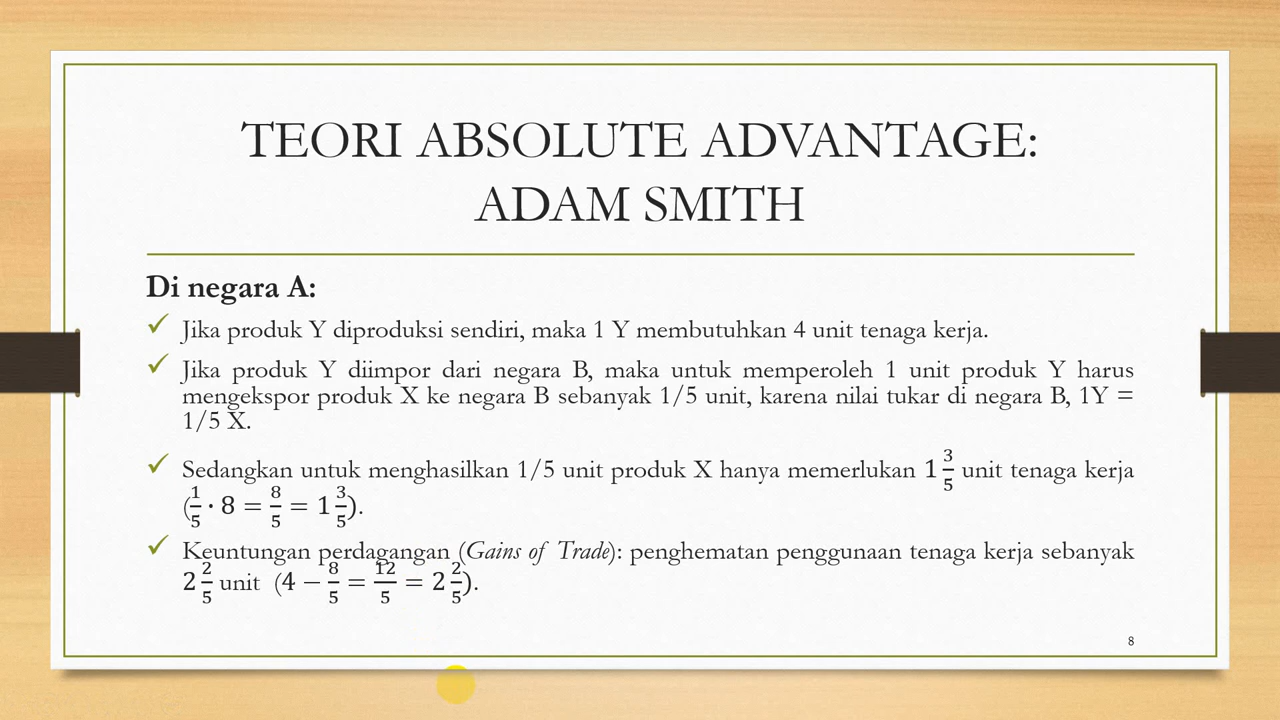 TEORI ABSOLUTE ADVANTAGE:
ADAM SMITH
Di negara A:
✓ Jika produk Y diproduksi sendiri, maka 1 Y membutuhkan 4 unit tenaga kerja.
✓ Jika produk Y diimpor dari negara B, maka untuk memperoleh 1 unit produk Y harus
mengekspor produk X ke negara B sebanyak 1/5 unit, karena nilai tukar di negara B, 1Y =
1/5 X.
✓ Sedangkan untuk menghasilkan 1/5 unit produk X hanya memerlukan 1 3/5 unit tenaga kerja
(1/5 · 8 = 8/5 = 1 3/5).
✓ Keuntungan perdagangan (Gains of Trade): penghematan penggunaan tenaga kerja sebanyak
2 2/5 unit (4 − 8/5 = 12/5 = 2 2/5).
8